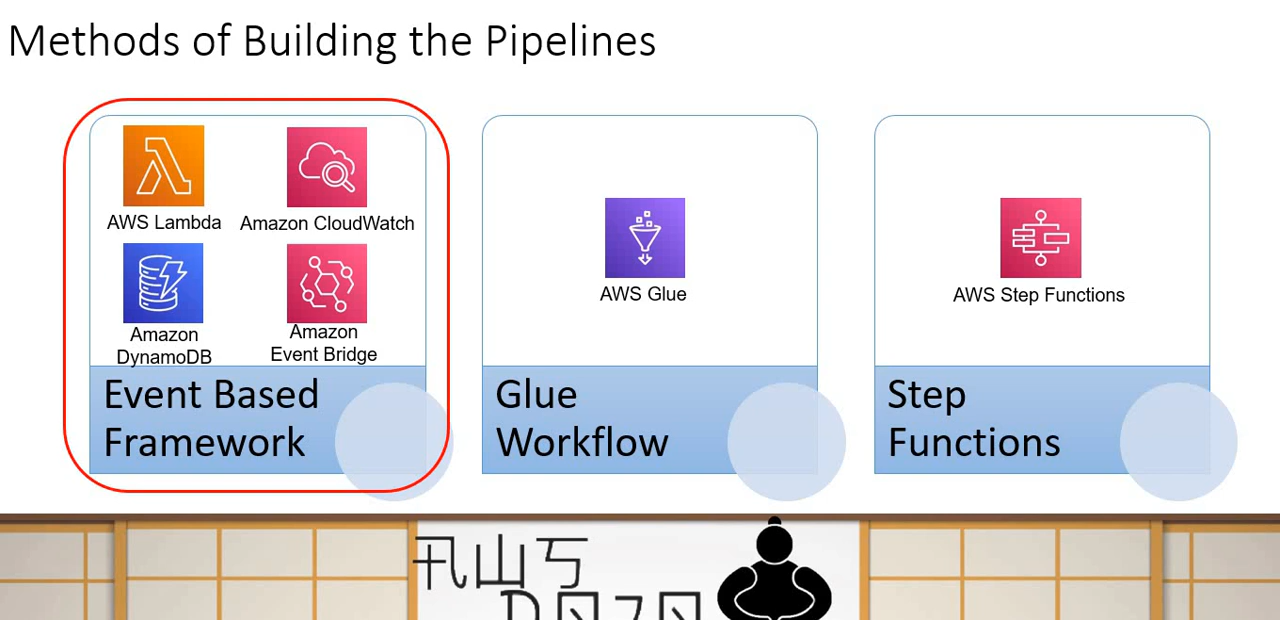 Methods of Building the Pipelines
AWS Lambda
Amazon CloudWatch
Amazon
DynamoDB
Amazon
Event Bridge
Event Based
Framework
AWS Glue
Glue
Workflow
AWS Step Functions
Step
Functions